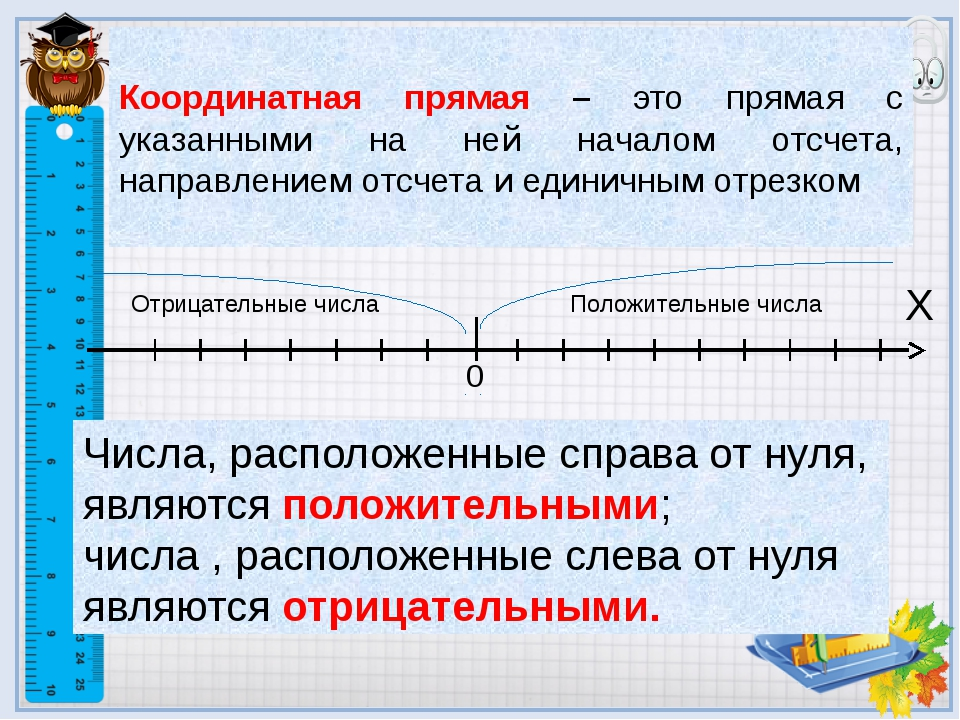 Координатная прямая – это прямая с
указанными на ней началом отсчета,
направлением отсчета и единичным отрезком
Отрицательные числа
Положительные числа
X
0
Числа, расположенные справа от нуля,
являются положительными;
числа , расположенные слева от нуля
являются отрицательными.